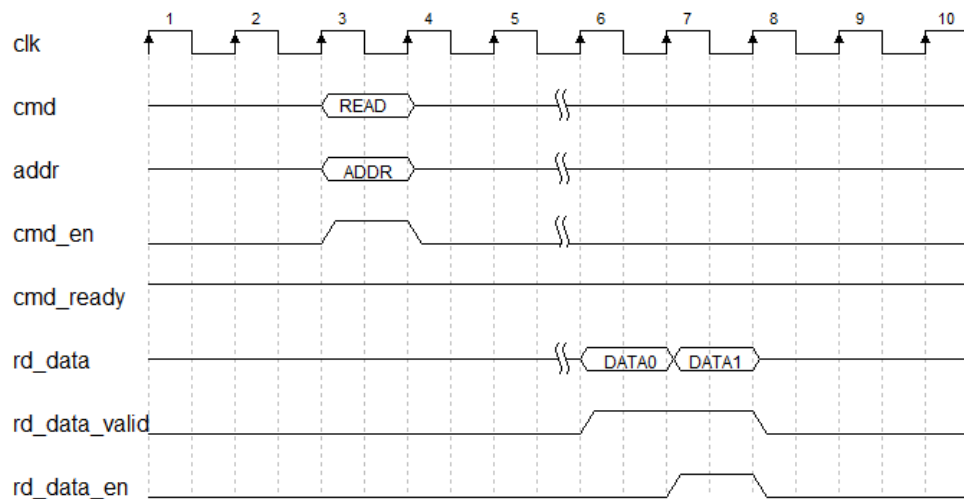 1 2 3 4 5 6 7 8 9 10
clk
cmd READ
addr ADDR
cmd_en
cmd_ready
rd_data DATA0 DATA1
rd_data_valid
rd_data_en